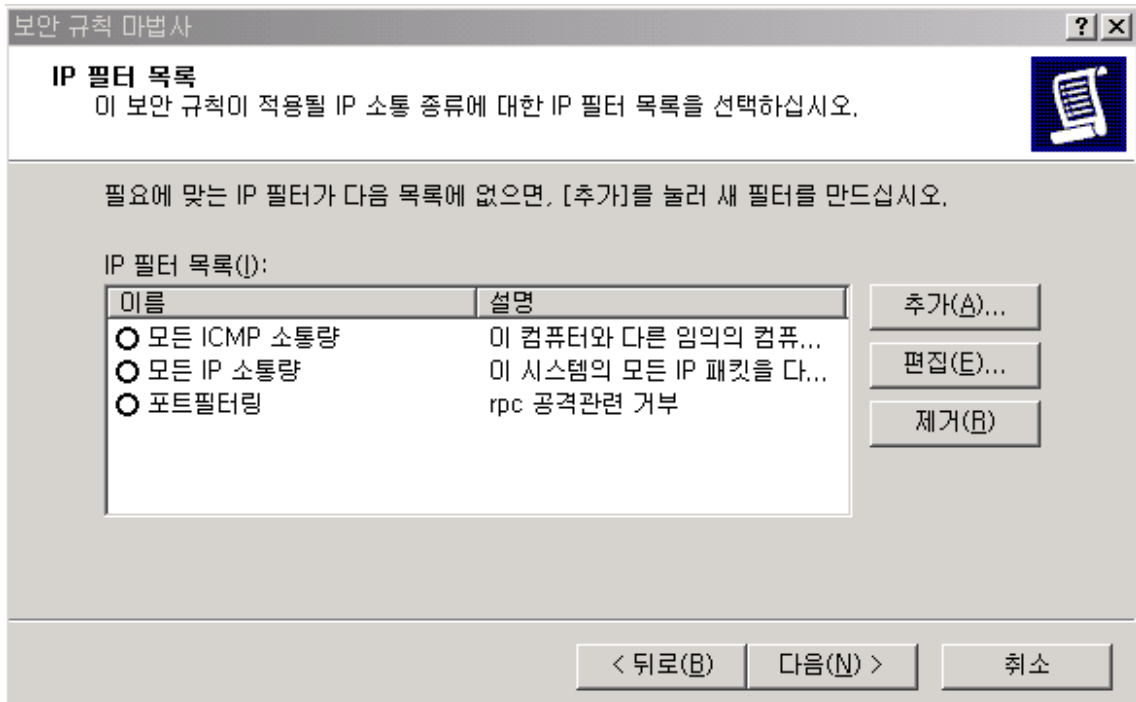 보안 규칙 마법사
IP 필터 목록
이 보안 규칙이 적용될 IP 소통 종류에 대한 IP 필터 목록을 선택하십시오.
필요에 맞는 IP 필터가 다음 목록에 없으면, [추가]를 눌러 새 필터를 만드십시오.
IP 필터 목록(I):
이름 설명 추가(A)...
모든 ICMP 소통량 이 컴퓨터와 다른 임의의 컴퓨...
모든 IP 소통량 이 시스템의 모든 IP 패킷을 다... 편집(E)...
포트필터링 rpc 공격관련 거부
제거(R)
< 뒤로(B) 다음(N) > 취소